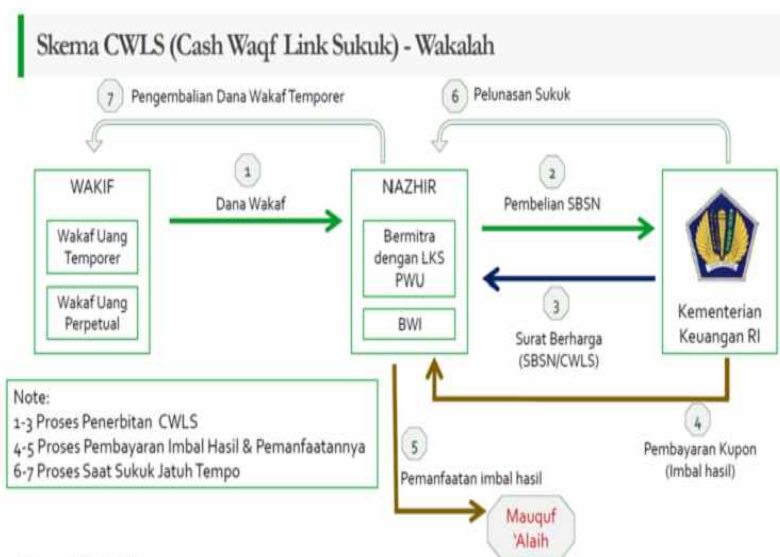 Skema CWLS (Cash Waqf Link Sukuk) - Wakalah
7 Pengembalian Dana Wakaf Temporer
6 Pelunasan Sukuk
WAKIF
Wakaf Uang
Temporer
Wakaf Uang
Perpetual
1
Dana Wakaf
NAZHIR
Bermitra
dengan LKS
PWU
BWI
2
Pembelian SBSN
3
Surat Berharga
(SBSN/CWLS)
Kementerian
Keuangan RI
4
Pembayaran Kupon
(Imbal hasil)
5
Pemanfaatan imbal hasil
Mauquf
'Alaih
Note:
1-3 Proses Penerbitan CWLS
4-5 Proses Pembayaran Imbal Hasil & Pemanfaatannya
6-7 Proses Saat Sukuk Jatuh Tempo